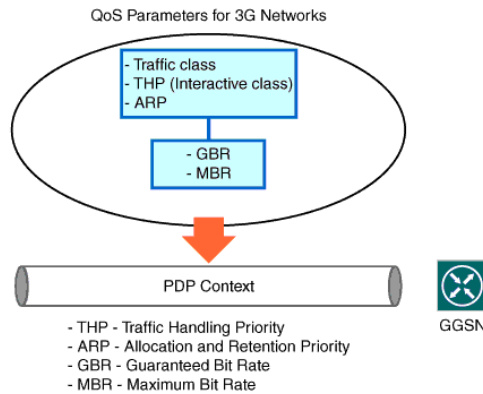 QoS Parameters for 3G Networks
- Traffic class
- THP (Interactive class)
- ARP
- GBR
- MBR
PDP Context
GGSN
- THP - Traffic Handling Priority
- ARP - Allocation and Retention Priority
- GBR - Guaranteed Bit Rate
- MBR - Maximum Bit Rate